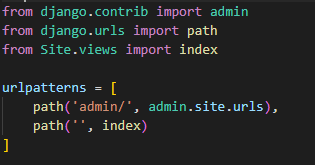 from django.contrib import admin
from django.urls import path
from Site.views import index

urlpatterns = [
    path('admin/', admin.site.urls),
    path('', index)
]